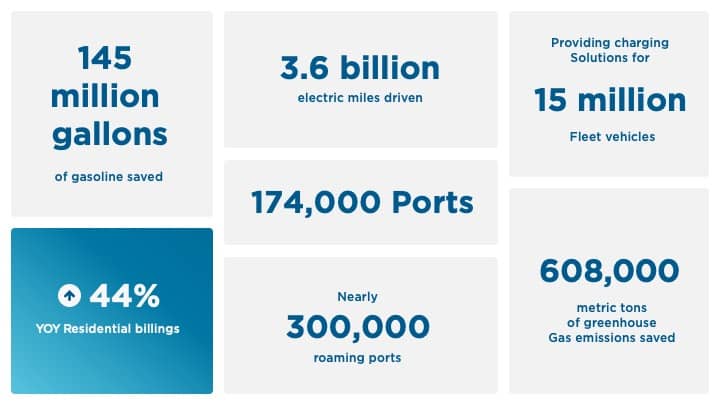 145
million
gallons
of gasoline saved
44%
YOY Residential billings
3.6 billion
electric miles driven
174,000 Ports
Nearly
300,000
roaming ports
Providing charging
Solutions for
15 million
Fleet vehicles
608,000
metric tons
of greenhouse
Gas emissions saved